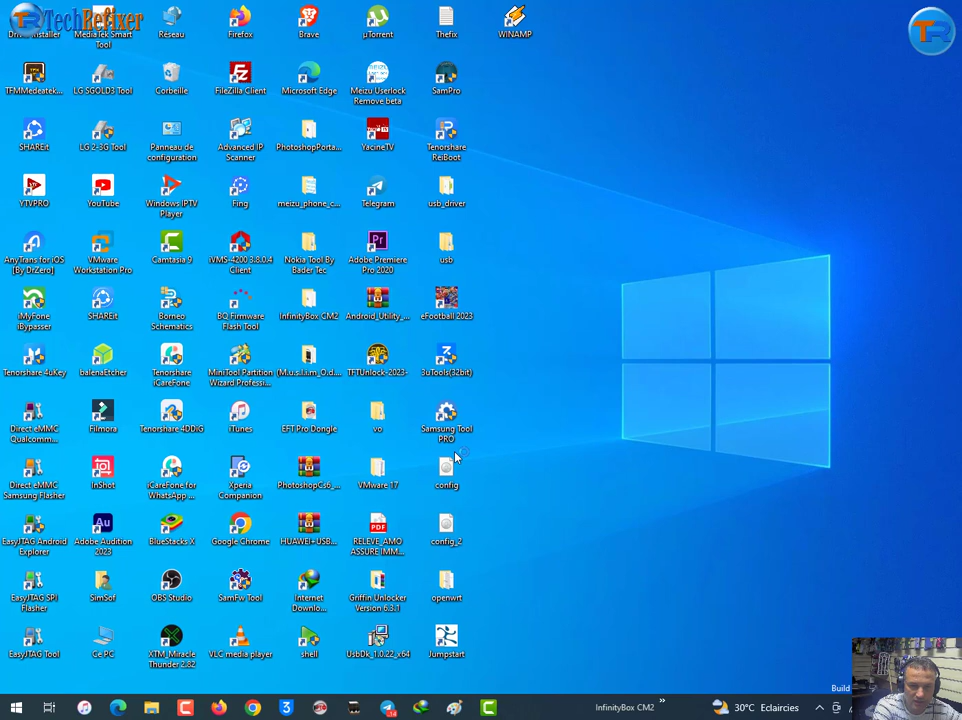 TechRefixer
TR
TR
Tool
Reseau
Firefox
Brave
µTorrent
Thefix
WINAMP
TFMMedeatek...
LG SGOLD3 Tool
Corbeille
FileZilla Client
Microsoft Edge
Meizu Userlock
Remove beta
SamPro
SHAREit
LG 2-3G Tool
Panneau de
configuration
Advanced IP
Scanner
PhotoshopPorta...
YacineTV
Tenorshare
ReiBoot
YTVPRO
YouTube
Windows IPTV
Player
Fing
meizu_phone_c...
Telegram
usb_driver
AnyTrans for iOS
[By DrZero]
VMware
Workstation Pro
Camtasia 9
iVMS-4200 3.8.0.4
Client
Nokia Tool By
Bader Tec
Adobe Premiere
Pro 2020
usb
iMyFone
iBypasser
SHAREit
Borneo
Schematics
BQ Firmware
Flash Tool
InfinityBox CM2
Android_Utility_...
eFootball 2023
Tenorshare 4uKey
balenaEtcher
Tenorshare
iCareFone
MiniTool Partition
Wizard Professi...
(M.u.s.l.i.m_O.d....
TFTUnlock-2023-
3uTools(32bit)
Direct eMMC
Qualcomm...
Filmora
Tenorshare 4DDiG
iTunes
EFT Pro Dongle
vo
Samsung Tool
PRO
Direct eMMC
Samsung Flasher
InShot
iCareFone for
WhatsApp ...
Xperia
Companion
PhotoshopCs6_...
VMware 17
config
EasyJTAG Android
Explorer
Adobe Audition
2023
BlueStacks X
Google Chrome
HUAWEI+USB...
RELEVE_AMO
ASSURE IMM...
config_2
EasyJTAG SPI
Flasher
SimSof
OBS Studio
SamFw Tool
Internet
Downlo...
Griffin Unlocker
Version 6.3.1
openwrt
EasyJTAG Tool
Ce PC
XTM_Miracle
Thunder 2.82
VLC media player
shell
UsbDk_1.0.22_x64
Jumpstart
Build
InfinityBox CM2
30°C Eclaircies